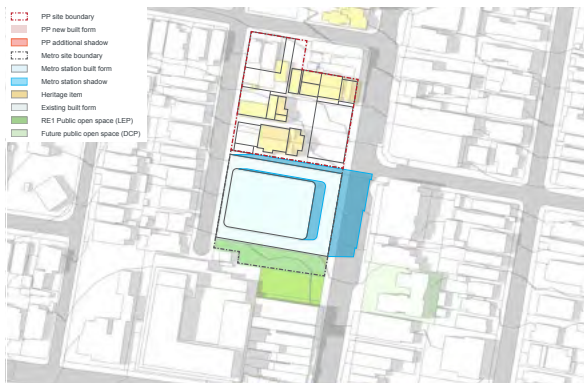 PP site boundary
PP new built form
PP additional shadow
Metro site boundary
Metro station built form
Metro station shadow
Heritage item
Existing built form
RE1 Public open space (LEP)
Future public open space (DCP)